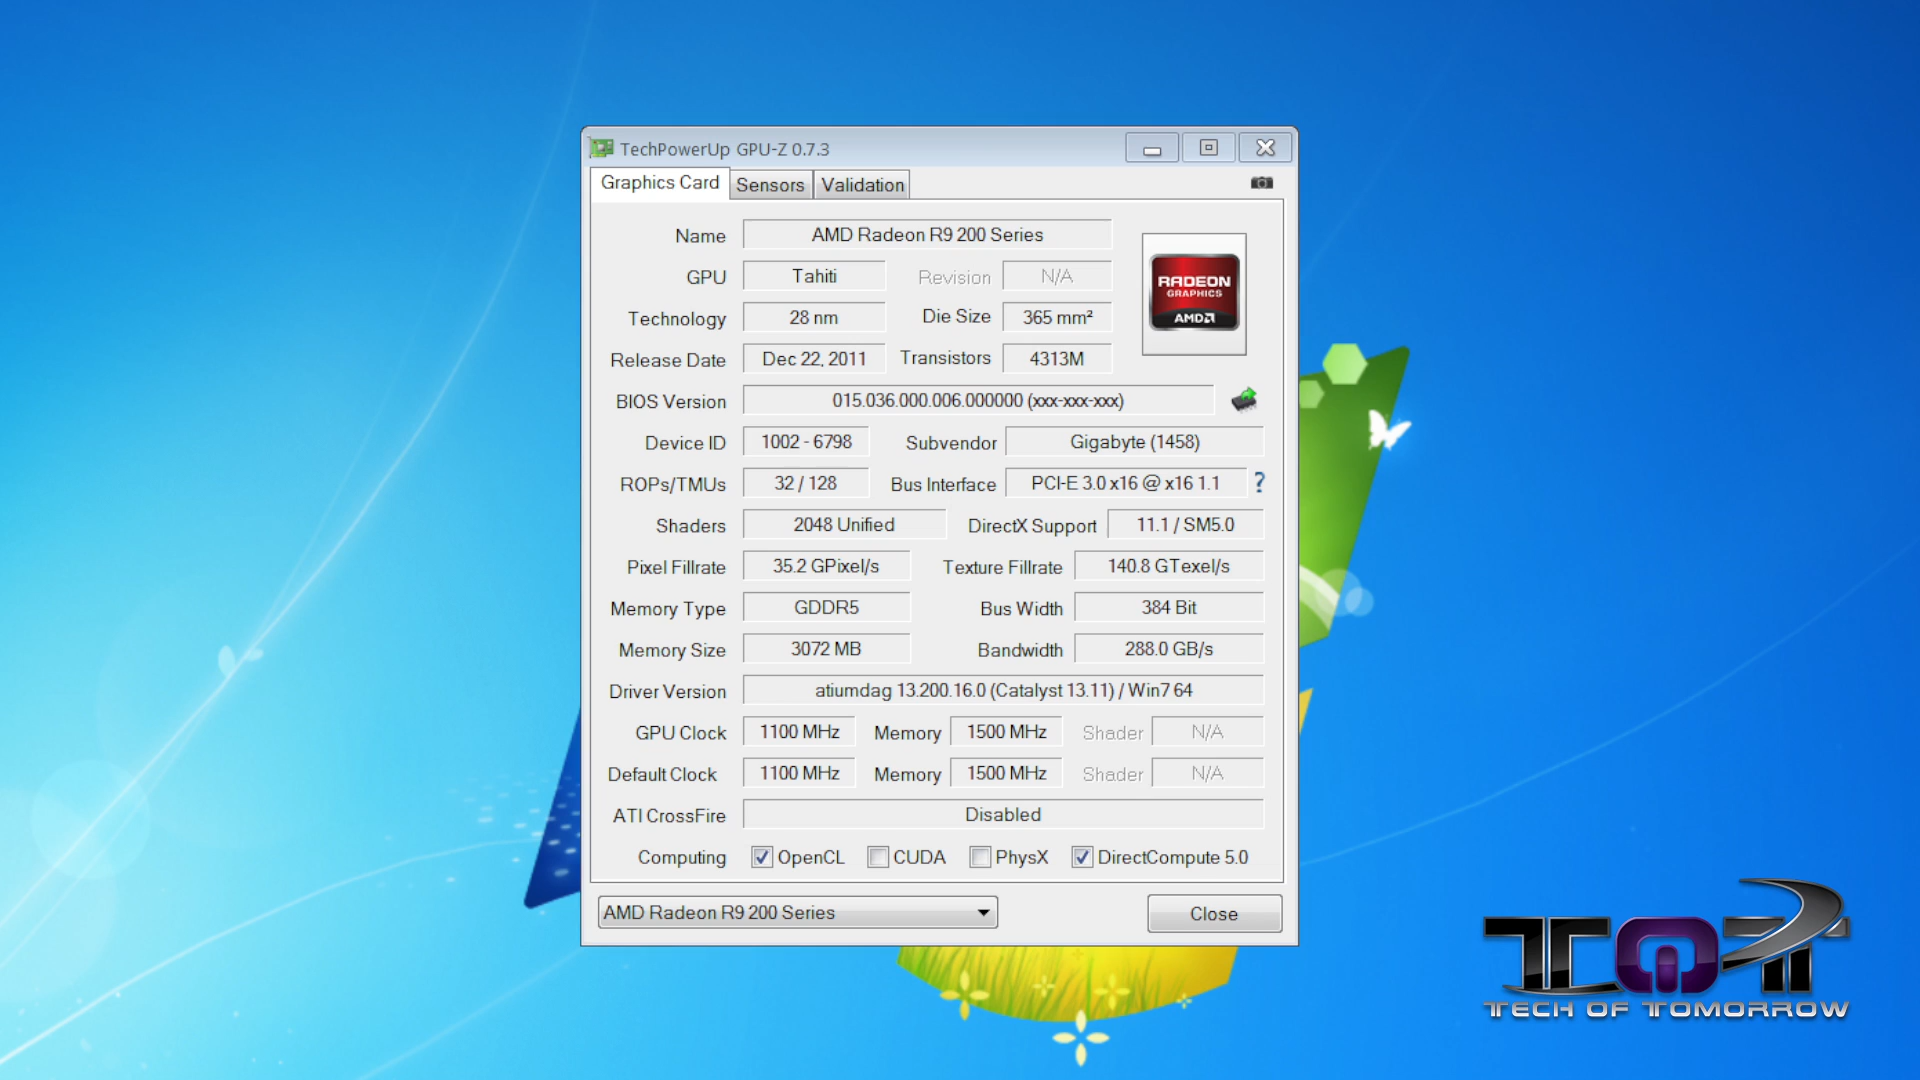 TechPowerUp GPU-Z 0.7.3
Graphics Card Sensors Validation
Name AMD Radeon R9 200 Series
GPU Tahiti Revision N/A
RADEON
GRAPHICS
AMD
Technology 28 nm Die Size 365 mm²
Release Date Dec 22, 2011 Transistors 4313M
BIOS Version 015.036.000.006.000000 (xxx-xxx-xxx)
Device ID 1002 - 6798 Subvendor Gigabyte (1458)
ROPs/TMUs 32 / 128 Bus Interface PCI-E 3.0 x16 @ x16 1.1 ?
Shaders 2048 Unified DirectX Support 11.1 / SM5.0
Pixel Fillrate 35.2 GPixel/s Texture Fillrate 140.8 GTexel/s
Memory Type GDDR5 Bus Width 384 Bit
Memory Size 3072 MB Bandwidth 288.0 GB/s
Driver Version atiumdag 13.200.16.0 (Catalyst 13.11) / Win7 64
GPU Clock 1100 MHz Memory 1500 MHz Shader N/A
Default Clock 1100 MHz Memory 1500 MHz Shader N/A
ATI CrossFire Disabled
Computing OpenCL CUDA PhysX DirectCompute 5.0
AMD Radeon R9 200 Series Close
TOT
TECH OF TOMORROW